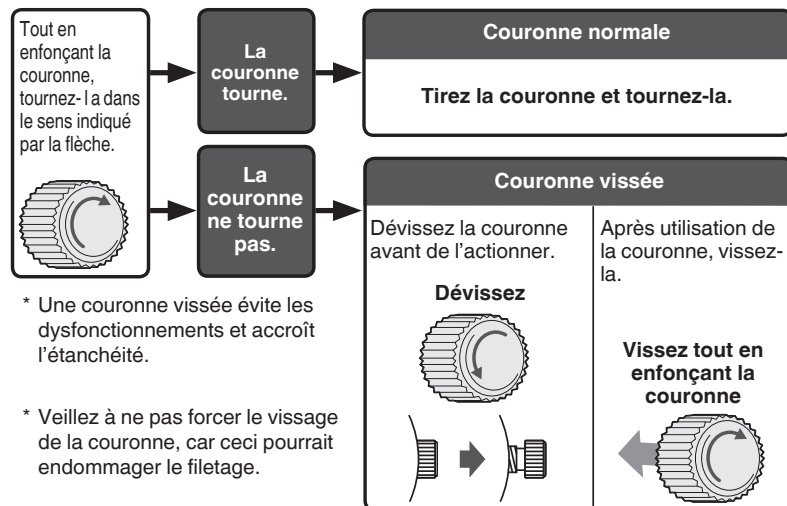 Tout en
enfonçant la
couronne,
tournez- l a dans
le sens indiqué
par la flèche.
La
couronne
tourne.
Couronne normale
Tirez la couronne et tournez-la.
La
couronne
ne tourne
pas.
Couronne vissée
Dévissez la couronne
avant de l’actionner.
Dévissez
Après utilisation de
la couronne, vissez-
la.
Vissez tout en
enfonçant la
couronne
* Une couronne vissée évite les
dysfonctionnements et accroît
l’étanchéité.
* Veillez à ne pas forcer le vissage
de la couronne, car ceci pourrait
endommager le filetage.